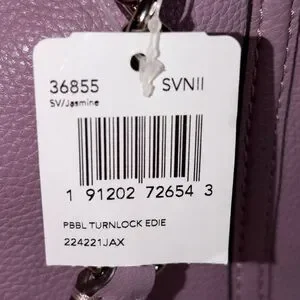 36855 SVNII
SV/Jasmine
1 91202 72654 3
PBBL TURNLOCK EDIE
224221JAX